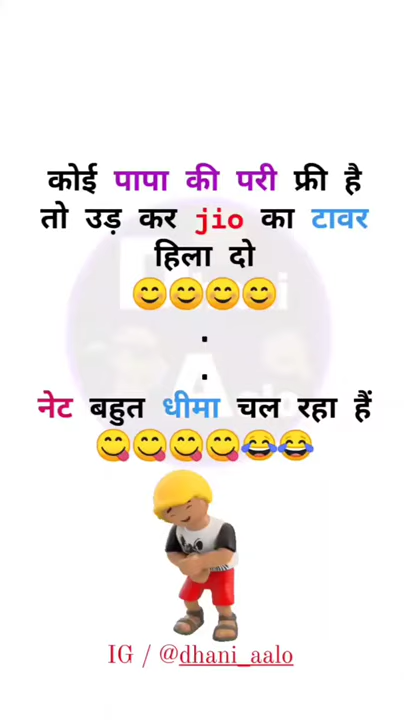 कोई पापा की परी फ्री है
तो उड़ कर jio का टावर
हिला दो
😊😊😊😊
.
.
नेट बहुत धीमा चल रहा हैं
😋😋😋😋😂😂
IG / @dhani_aalo